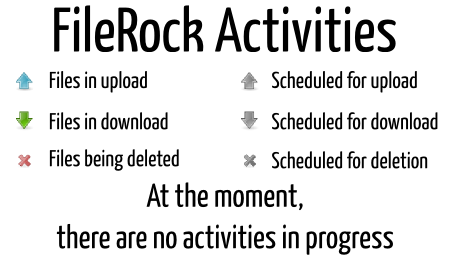 FileRock Activities
Files in upload
Scheduled for upload
Files in download
Scheduled for download
Files being deleted
Scheduled for deletion
At the moment,
there are no activities in progress